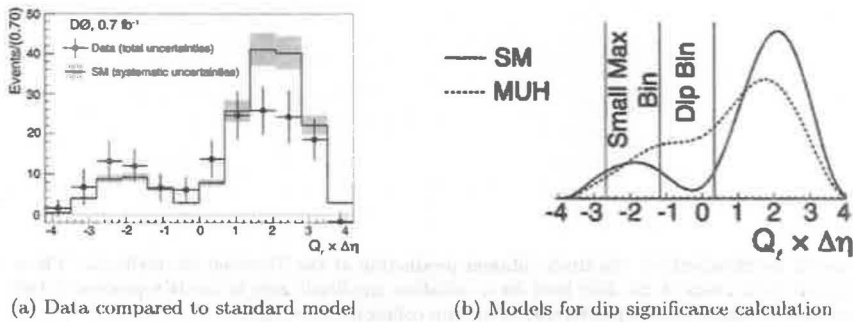 DØ, 0.7 fb⁻¹
Data (total uncertainties)
SM (systematic uncertainties)
Events/(0.70)
50
40
30
20
10
0
-4 -3 -2 -1 0 1 2 3 4
Qℓ × Δη
(a) Data compared to standard model
SM
MUH
Small Max
Bin
Dip Bin
-4 -3 -2 -1 0 1 2 3 4
Qℓ × Δη
(b) Models for dip significance calculation